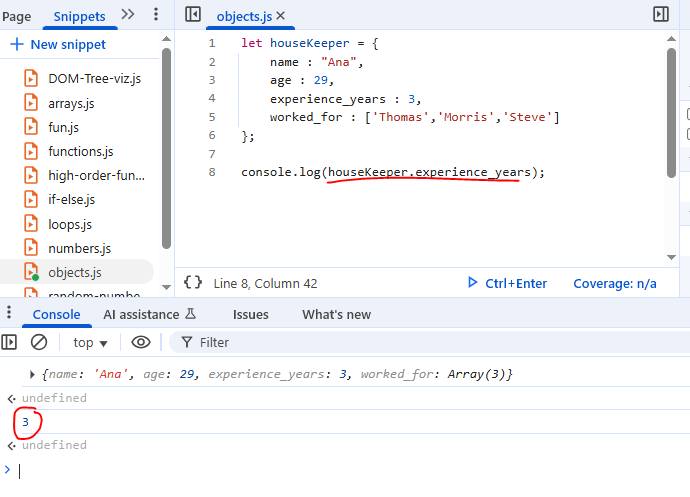 Page Snippets
objects.js
New snippet
DOM-Tree-viz.js
arrays.js
fun.js
functions.js
high-order-fun...
if-else.js
loops.js
numbers.js
objects.js
1 let houseKeeper = {
2 name : "Ana",
3 age : 29,
4 experience_years : 3,
5 worked_for : ['Thomas','Morris','Steve']
6 };
7
8 console.log(houseKeeper.experience_years);
{} Line 8, Column 42 Ctrl+Enter Coverage: n/a
Console AI assistance Issues What's new
top Filter
{name: 'Ana', age: 29, experience_years: 3, worked_for: Array(3)}
undefined
3
undefined